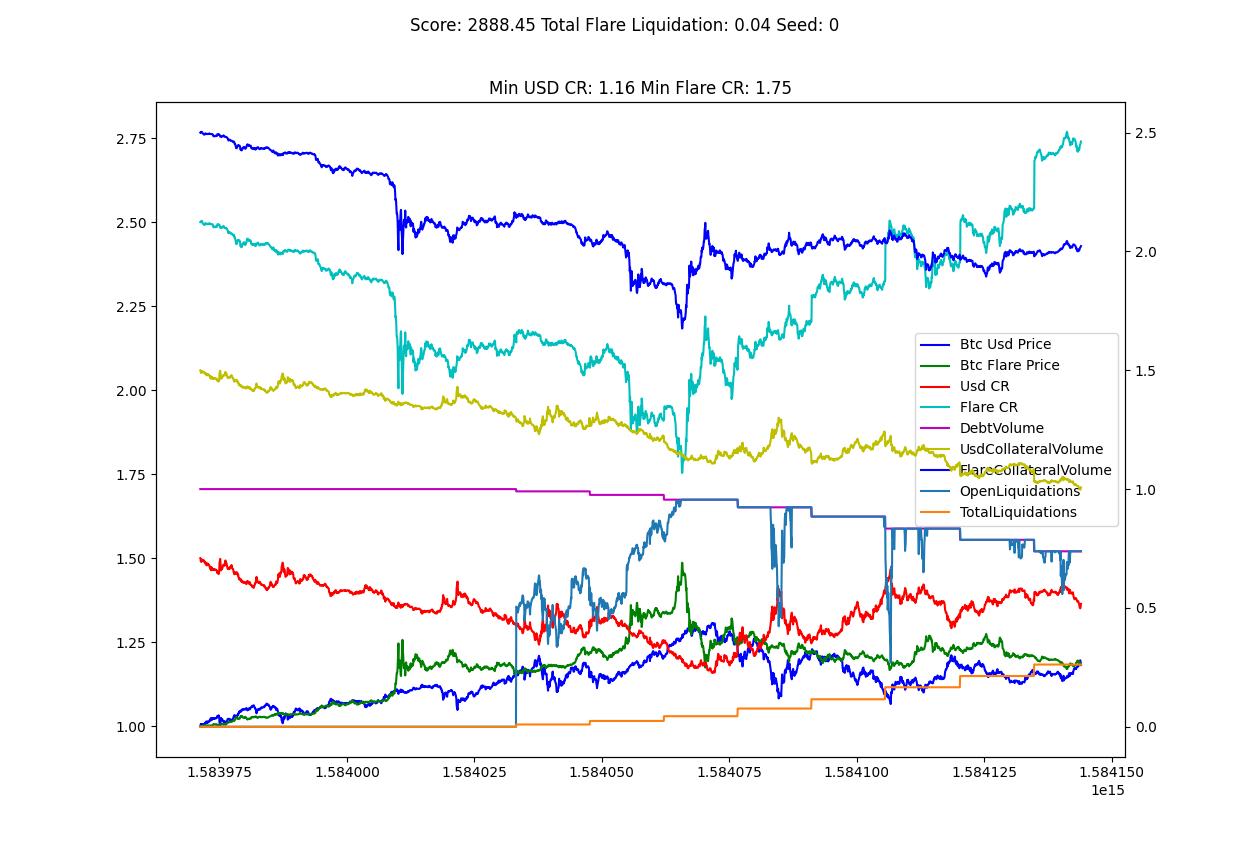 Score: 2888.45 Total Flare Liquidation: 0.04 Seed: 0
Min USD CR: 1.16 Min Flare CR: 1.75
2.75
2.50
2.25
2.00
1.75
1.50
1.25
1.00
2.5
2.0
1.5
1.0
0.5
0.0
Btc Usd Price
Btc Flare Price
Usd CR
Flare CR
DebtVolume
UsdCollateralVolume
FlareCollateralVolume
OpenLiquidations
TotalLiquidations
1.583975 1.584000 1.584025 1.584050 1.584075 1.584100 1.584125 1.584150
1e15